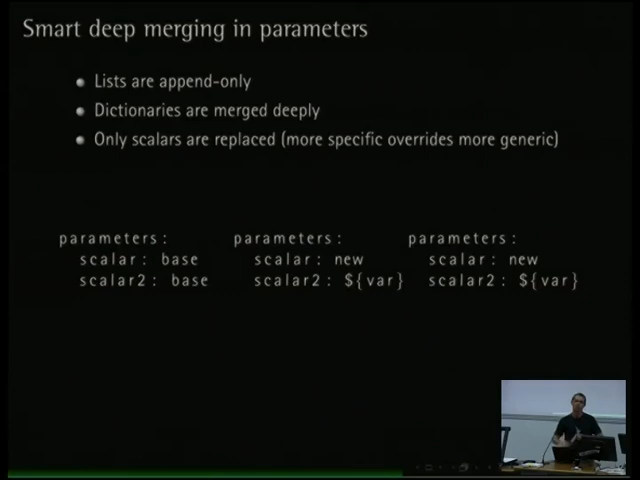 Smart deep merging in parameters
Lists are append-only
Dictionaries are merged deeply
Only scalars are replaced (more specific overrides more generic)
parameters: parameters: parameters:
scalar: base scalar: new scalar: new
scalar2: base scalar2: ${var} scalar2: ${var}